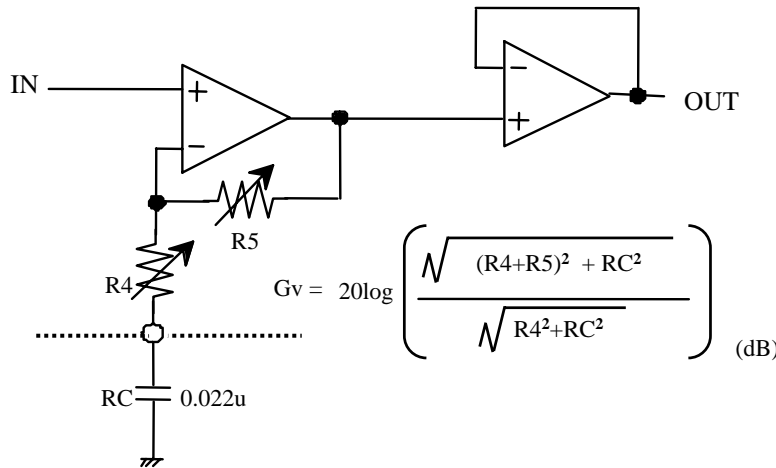 IN
+
−
−
+
OUT
R5
R4
Gv = 20log
√(R4+R5)² + RC²
√R4²+RC²
(dB)
RC 0.022u